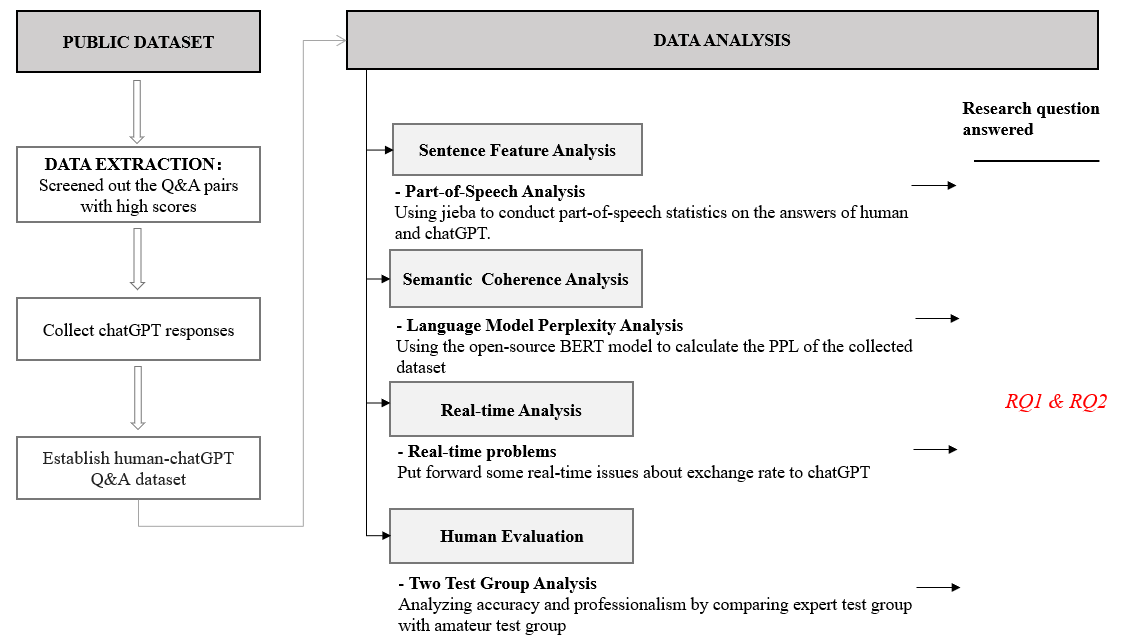 PUBLIC DATASET
DATA EXTRACTION：
Screened out the Q&A pairs
with high scores
Collect chatGPT responses
Establish human-chatGPT
Q&A dataset
DATA ANALYSIS
Research question
answered
Sentence Feature Analysis
- Part-of-Speech Analysis
Using jieba to conduct part-of-speech statistics on the answers of human
and chatGPT.
Semantic Coherence Analysis
- Language Model Perplexity Analysis
Using the open-source BERT model to calculate the PPL of the collected
dataset
Real-time Analysis
RQ1 & RQ2
- Real-time problems
Put forward some real-time issues about exchange rate to chatGPT
Human Evaluation
- Two Test Group Analysis
Analyzing accuracy and professionalism by comparing expert test group
with amateur test group